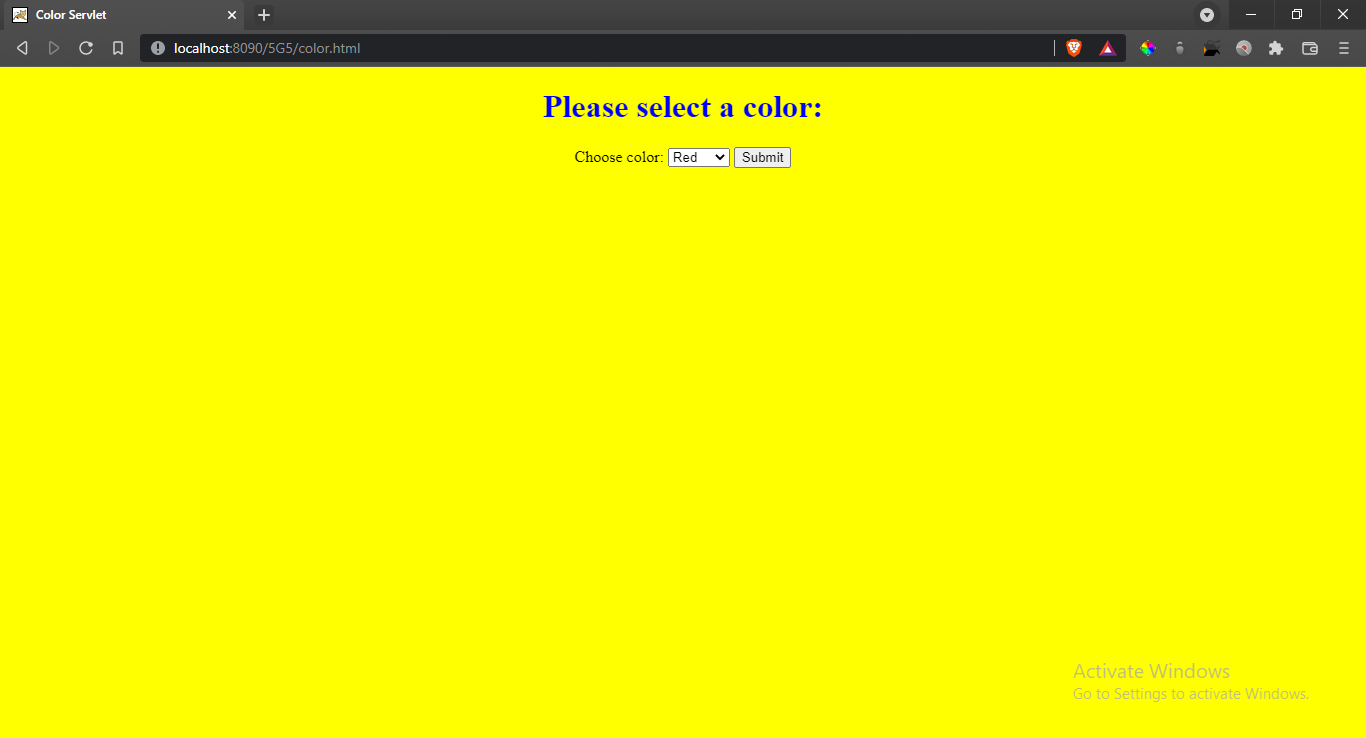 Color Servlet
localhost:8090/5G5/color.html
Please select a color:
Choose color: Red Submit
Activate Windows
Go to Settings to activate Windows.